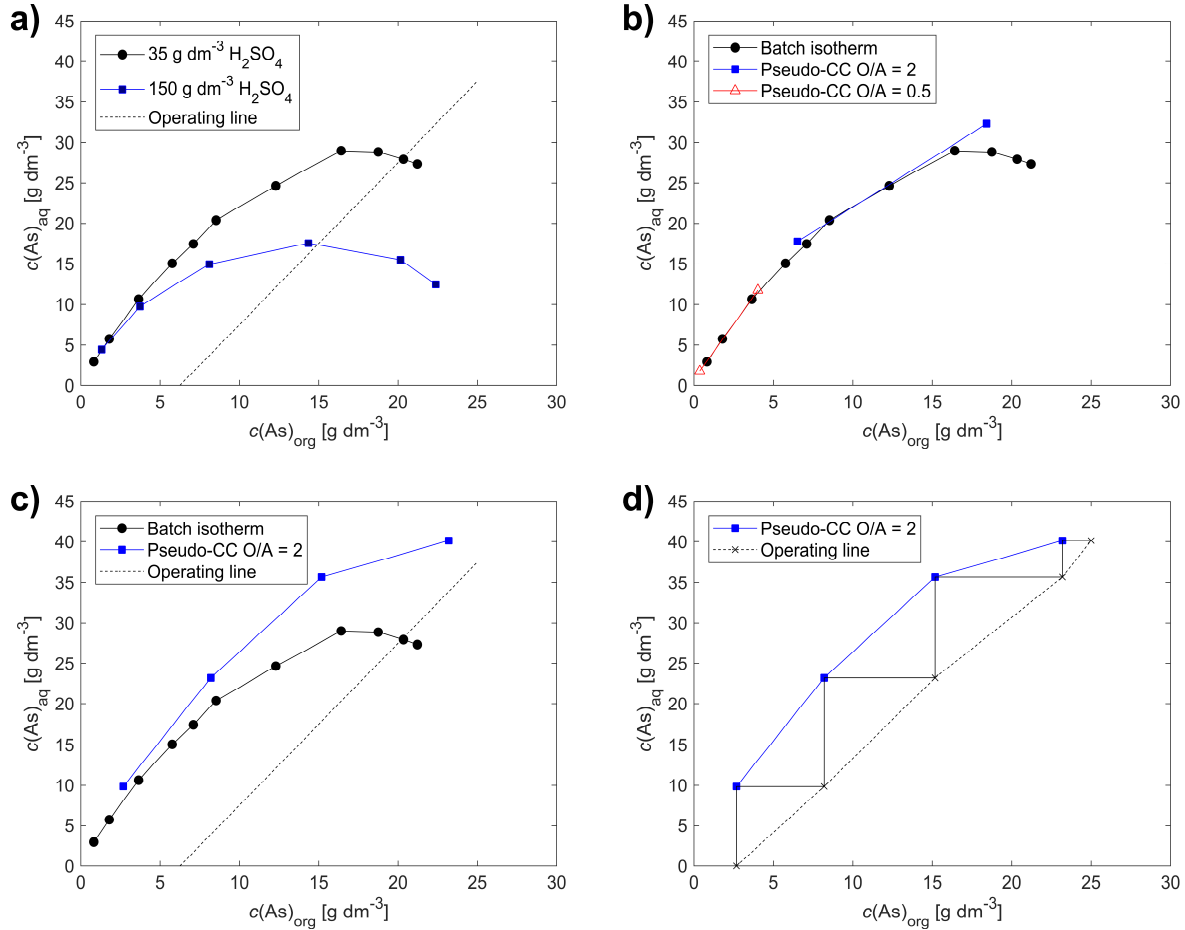 a)
45
40
35
30
25
20
15
10
5
0
c(As)aq [g dm-3]
35 g dm-3 H2SO4
150 g dm-3 H2SO4
Operating line
0 5 10 15 20 25 30
c(As)org [g dm-3]
b)
45
40
35
30
25
20
15
10
5
0
c(As)aq [g dm-3]
Batch isotherm
Pseudo-CC O/A = 2
Pseudo-CC O/A = 0.5
0 5 10 15 20 25 30
c(As)org [g dm-3]
c)
45
40
35
30
25
20
15
10
5
0
c(As)aq [g dm-3]
Batch isotherm
Pseudo-CC O/A = 2
Operating line
0 5 10 15 20 25 30
c(As)org [g dm-3]
d)
45
40
35
30
25
20
15
10
5
0
c(As)aq [g dm-3]
Pseudo-CC O/A = 2
Operating line
0 5 10 15 20 25 30
c(As)org [g dm-3]